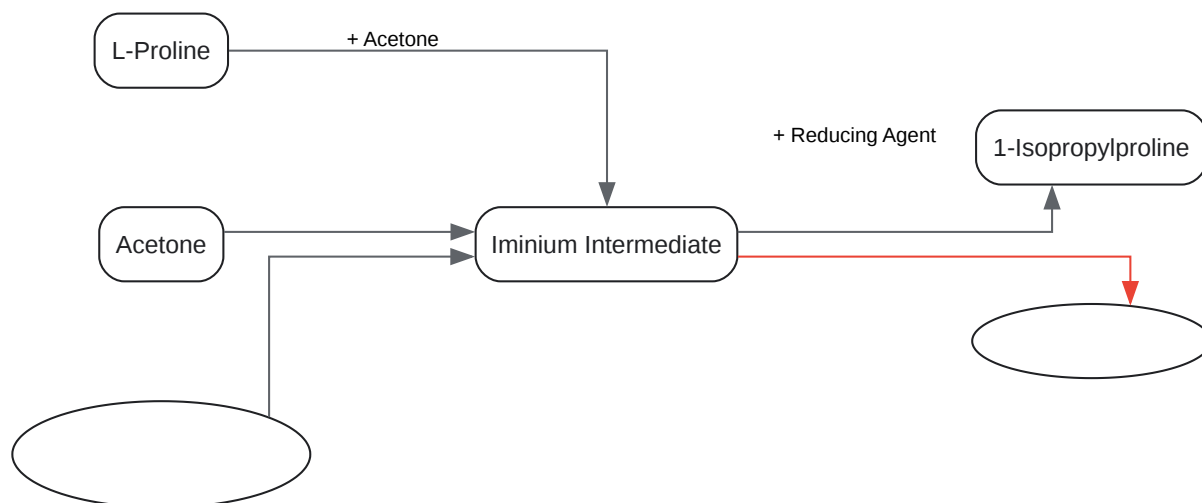 L-Proline
+ Acetone
+ Reducing Agent
1-Isopropylproline
Acetone
Iminium Intermediate